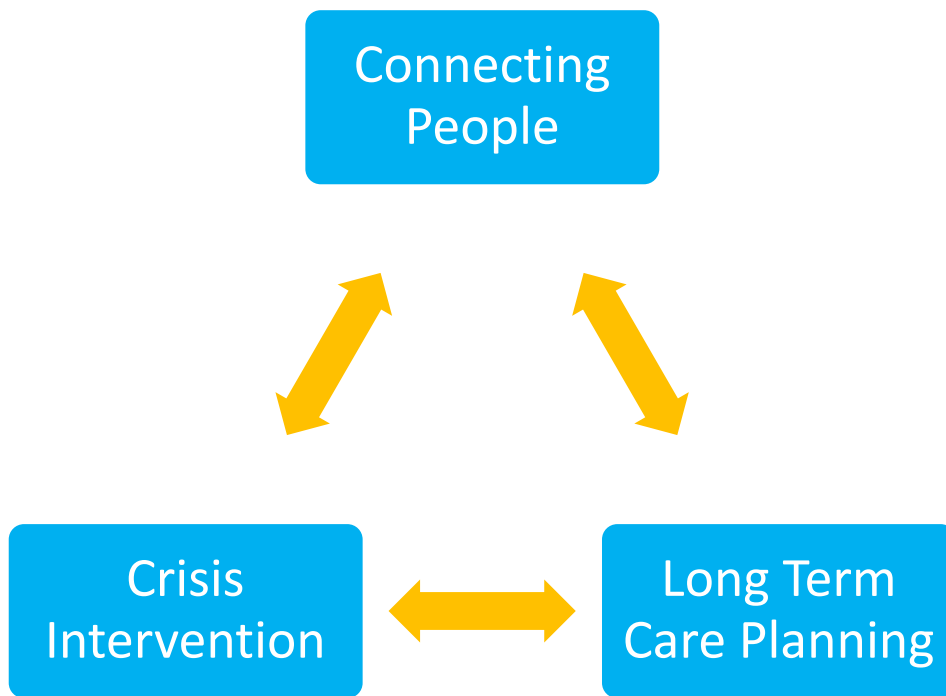 Connecting
People
Crisis
Intervention
Long Term
Care Planning